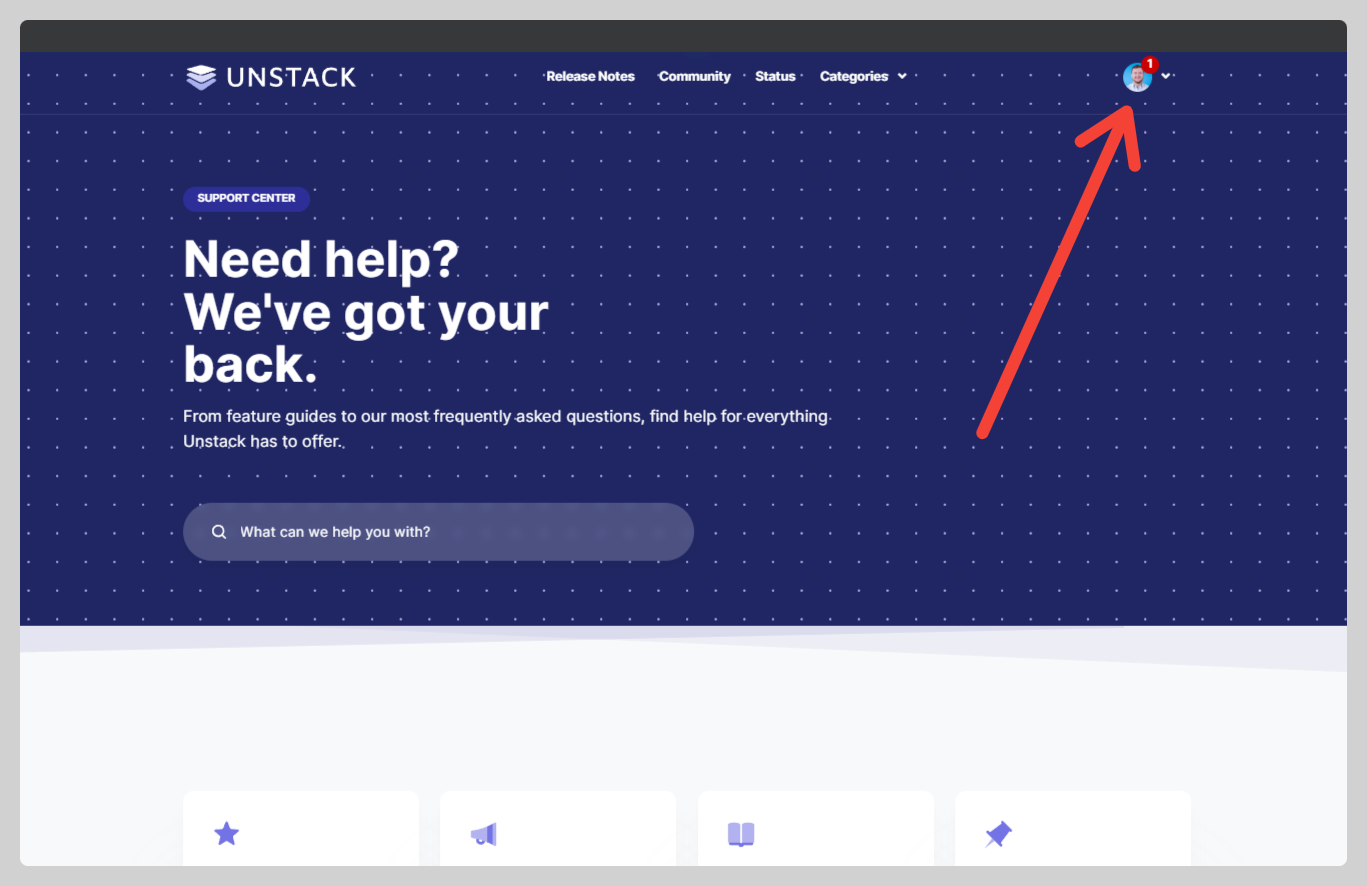 UNSTACK
Release Notes
Community
Status
Categories
1
SUPPORT CENTER
Need help?
We've got your
back.
From feature guides to our most frequently asked questions, find help for everything
Unstack has to offer.
What can we help you with?